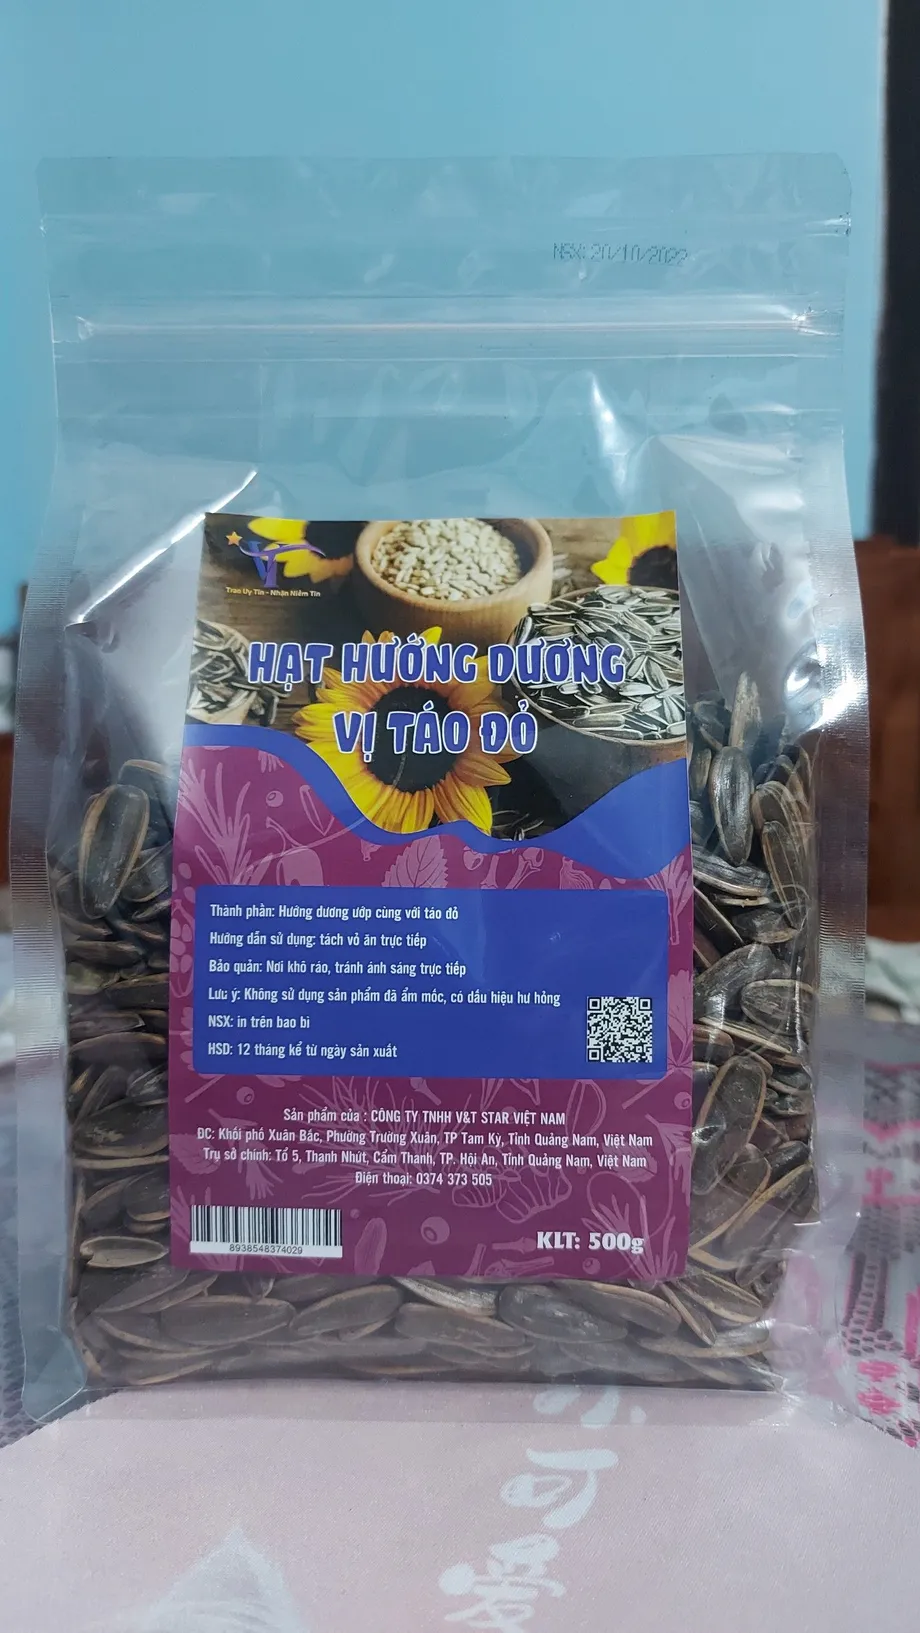 NSX: 20/10/2022
VT
Trao Uy Tín - Nhận Niềm Tin
HẠT HƯỚNG DƯƠNG
VỊ TÁO ĐỎ
Thành phần: Hướng dương ướp cùng với táo đỏ
Hướng dẫn sử dụng: tách vỏ ăn trực tiếp
Bảo quản: Nơi khô ráo, tránh ánh sáng trực tiếp
Lưu ý: Không sử dụng sản phẩm đã ẩm mốc, có dấu hiệu hư hỏng
NSX: in trên bao bì
HSD: 12 tháng kể từ ngày sản xuất
Sản phẩm của : CÔNG TY TNHH V&T STAR VIỆT NAM
ĐC: Khối phố Xuân Bắc, Phường Trường Xuân, TP Tam Kỳ, Tỉnh Quảng Nam, Việt Nam
Trụ sở chính: Tổ 5, Thanh Nhứt, Cẩm Thanh, TP. Hội An, Tỉnh Quảng Nam, Việt Nam
Điện thoại: 0374 373 505
8938548374029
KLT: 500g
可
愛